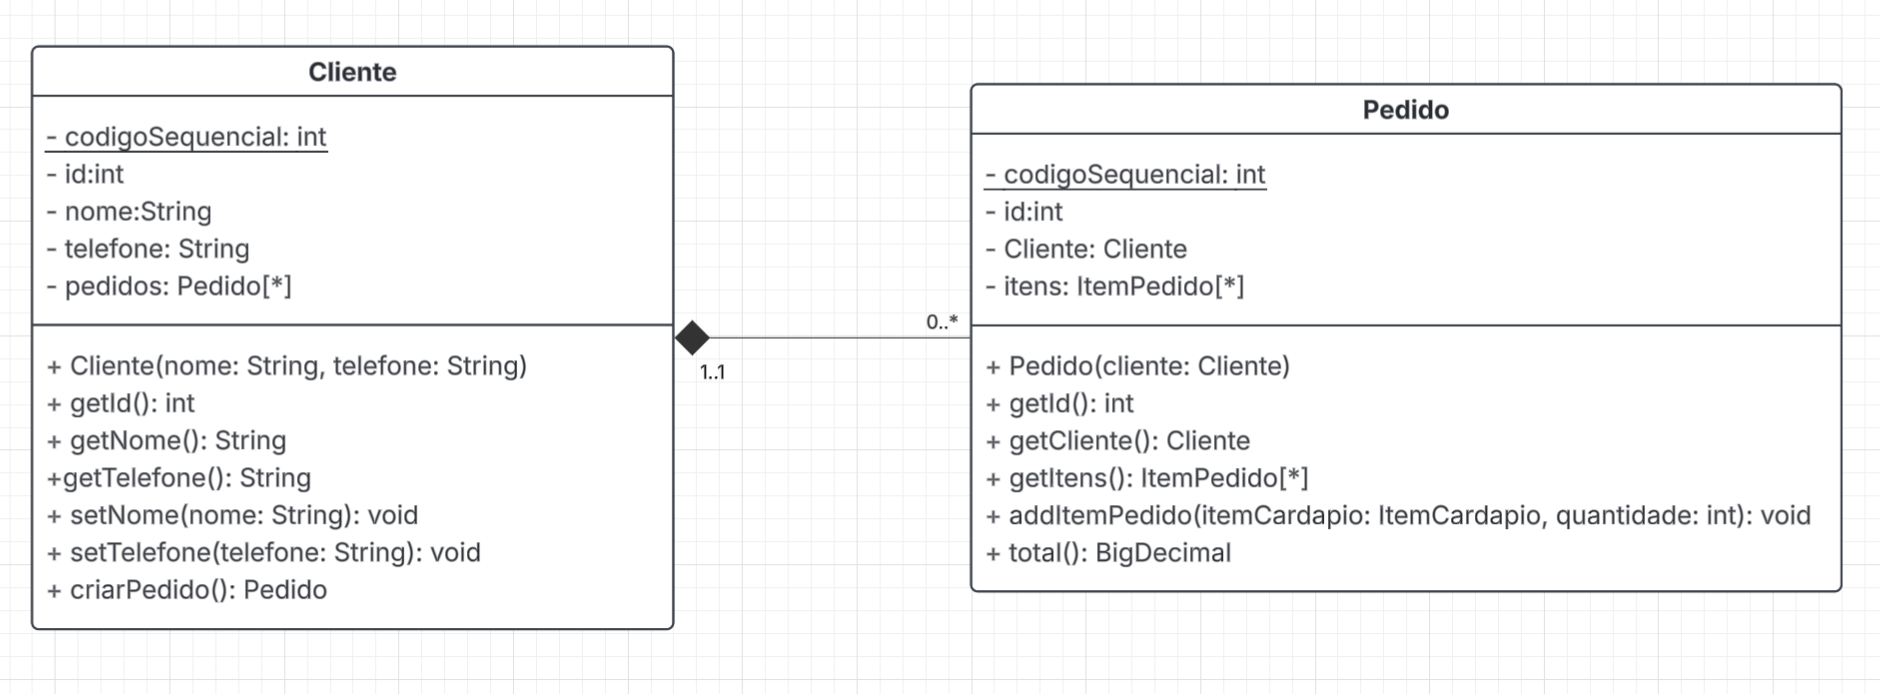 Cliente
- codigoSequencial: int
- id:int
- nome:String
- telefone: String
- pedidos: Pedido[*]
+ Cliente(nome: String, telefone: String)
+ getId(): int
+ getNome(): String
+getTelefone(): String
+ setNome(nome: String): void
+ setTelefone(telefone: String): void
+ criarPedido(): Pedido
1..1
0..*
Pedido
- codigoSequencial: int
- id:int
- Cliente: Cliente
- itens: ItemPedido[*]
+ Pedido(cliente: Cliente)
+ getId(): int
+ getCliente(): Cliente
+ getItens(): ItemPedido[*]
+ addItemPedido(itemCardapio: ItemCardapio, quantidade: int): void
+ total(): BigDecimal